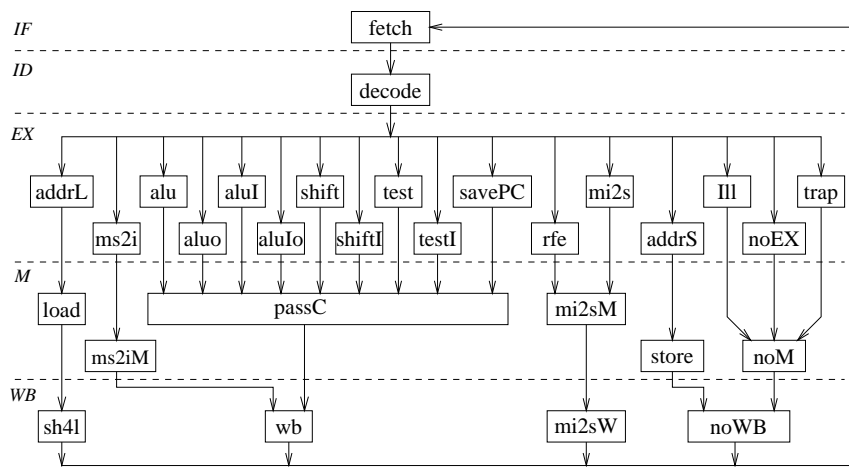 IF
fetch
ID
decode
EX
addrL alu aluI shift test savePC mi2s Ill trap
ms2i aluo aluIo shiftI testI rfe addrS noEX
M
load passC mi2sM
ms2iM store noM
WB
sh4l wb mi2sW noWB